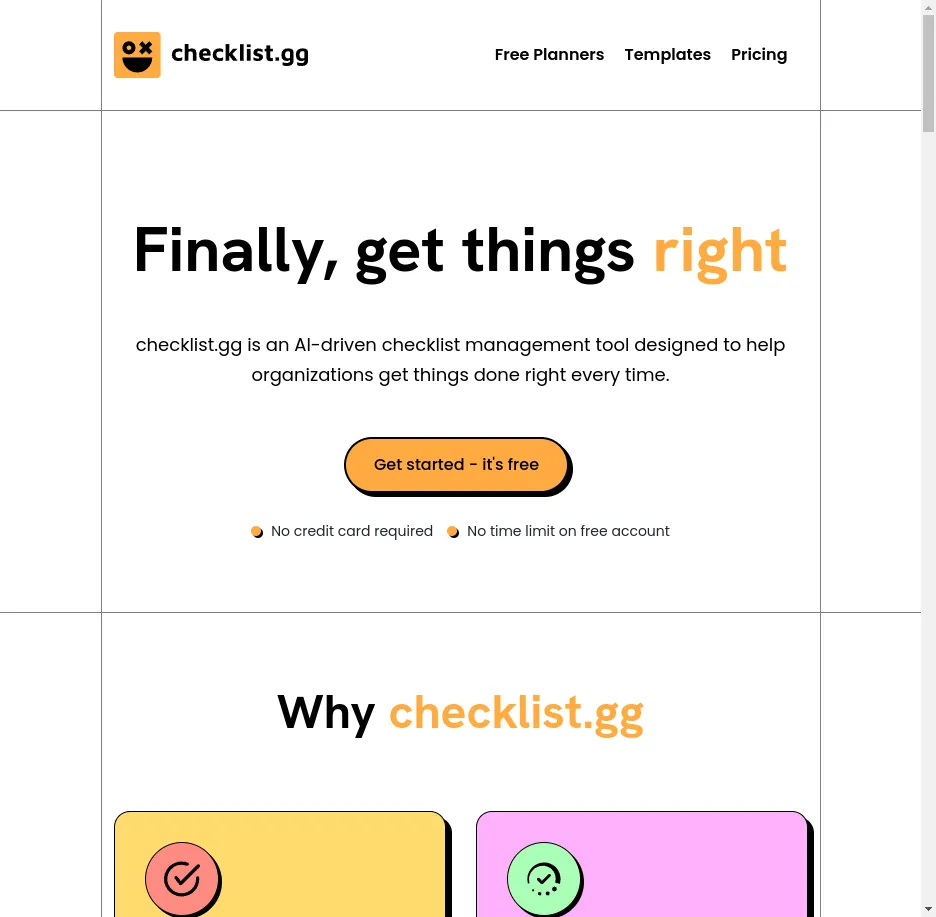 checklist.gg
Free Planners
Templates
Pricing
Finally, get things right
checklist.gg is an AI-driven checklist management tool designed to help
organizations get things done right every time.
Get started - it's free
No credit card required
No time limit on free account
Why checklist.gg